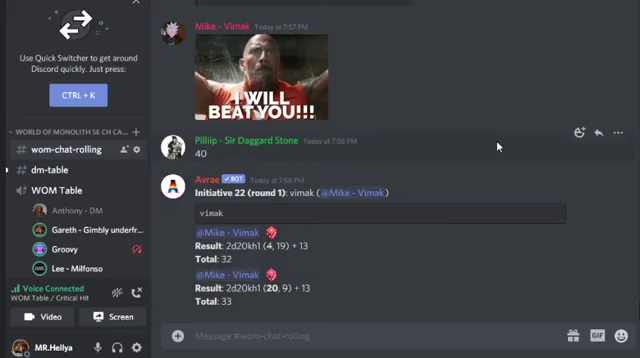 Use Quick Switcher to get around
Discord quickly. Just press:
CTRL + K
WORLD OF MONOLITH SE CH CA...
wom-chat-rolling
dm-table
WOM Table
Anthony - DM
Gareth - Gimbly underfr...
Groovy
Lee - Milfonso
Voice Connected
WOM Table / Critical Hit
Video
Screen
MR.Hellya
Mike - Vimak Today at 7:57 PM
I WILL
BEAT YOU!!!
Pilliip - Sir Daggard Stone Today at 7:58 PM
40
Avrae ✓ BOT Today at 7:58 PM
Initiative 22 (round 1): vimak (@Mike - Vimak)
vimak
@Mike - Vimak
Result: 2d20kh1 (4, 19) + 13
Total: 32
@Mike - Vimak
Result: 2d20kh1 (20, 9) + 13
Total: 33
Message #wom-chat-rolling
GIF